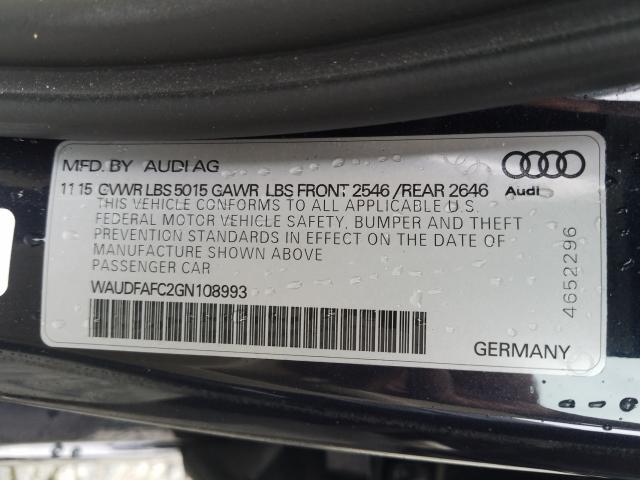 MFD. BY AUDI AG
11 15 GVWR LBS 5015 GAWR LBS FRONT 2546 /REAR 2646
Audi
THIS VEHICLE CONFORMS TO ALL APPLICABLE U.S.
FEDERAL MOTOR VEHICLE SAFETY, BUMPER AND THEFT
PREVENTION STANDARDS IN EFFECT ON THE DATE OF
MANUFACTURE SHOWN ABOVE
PASSENGER CAR
WAUDFAFC2GN108993
GERMANY
4652296